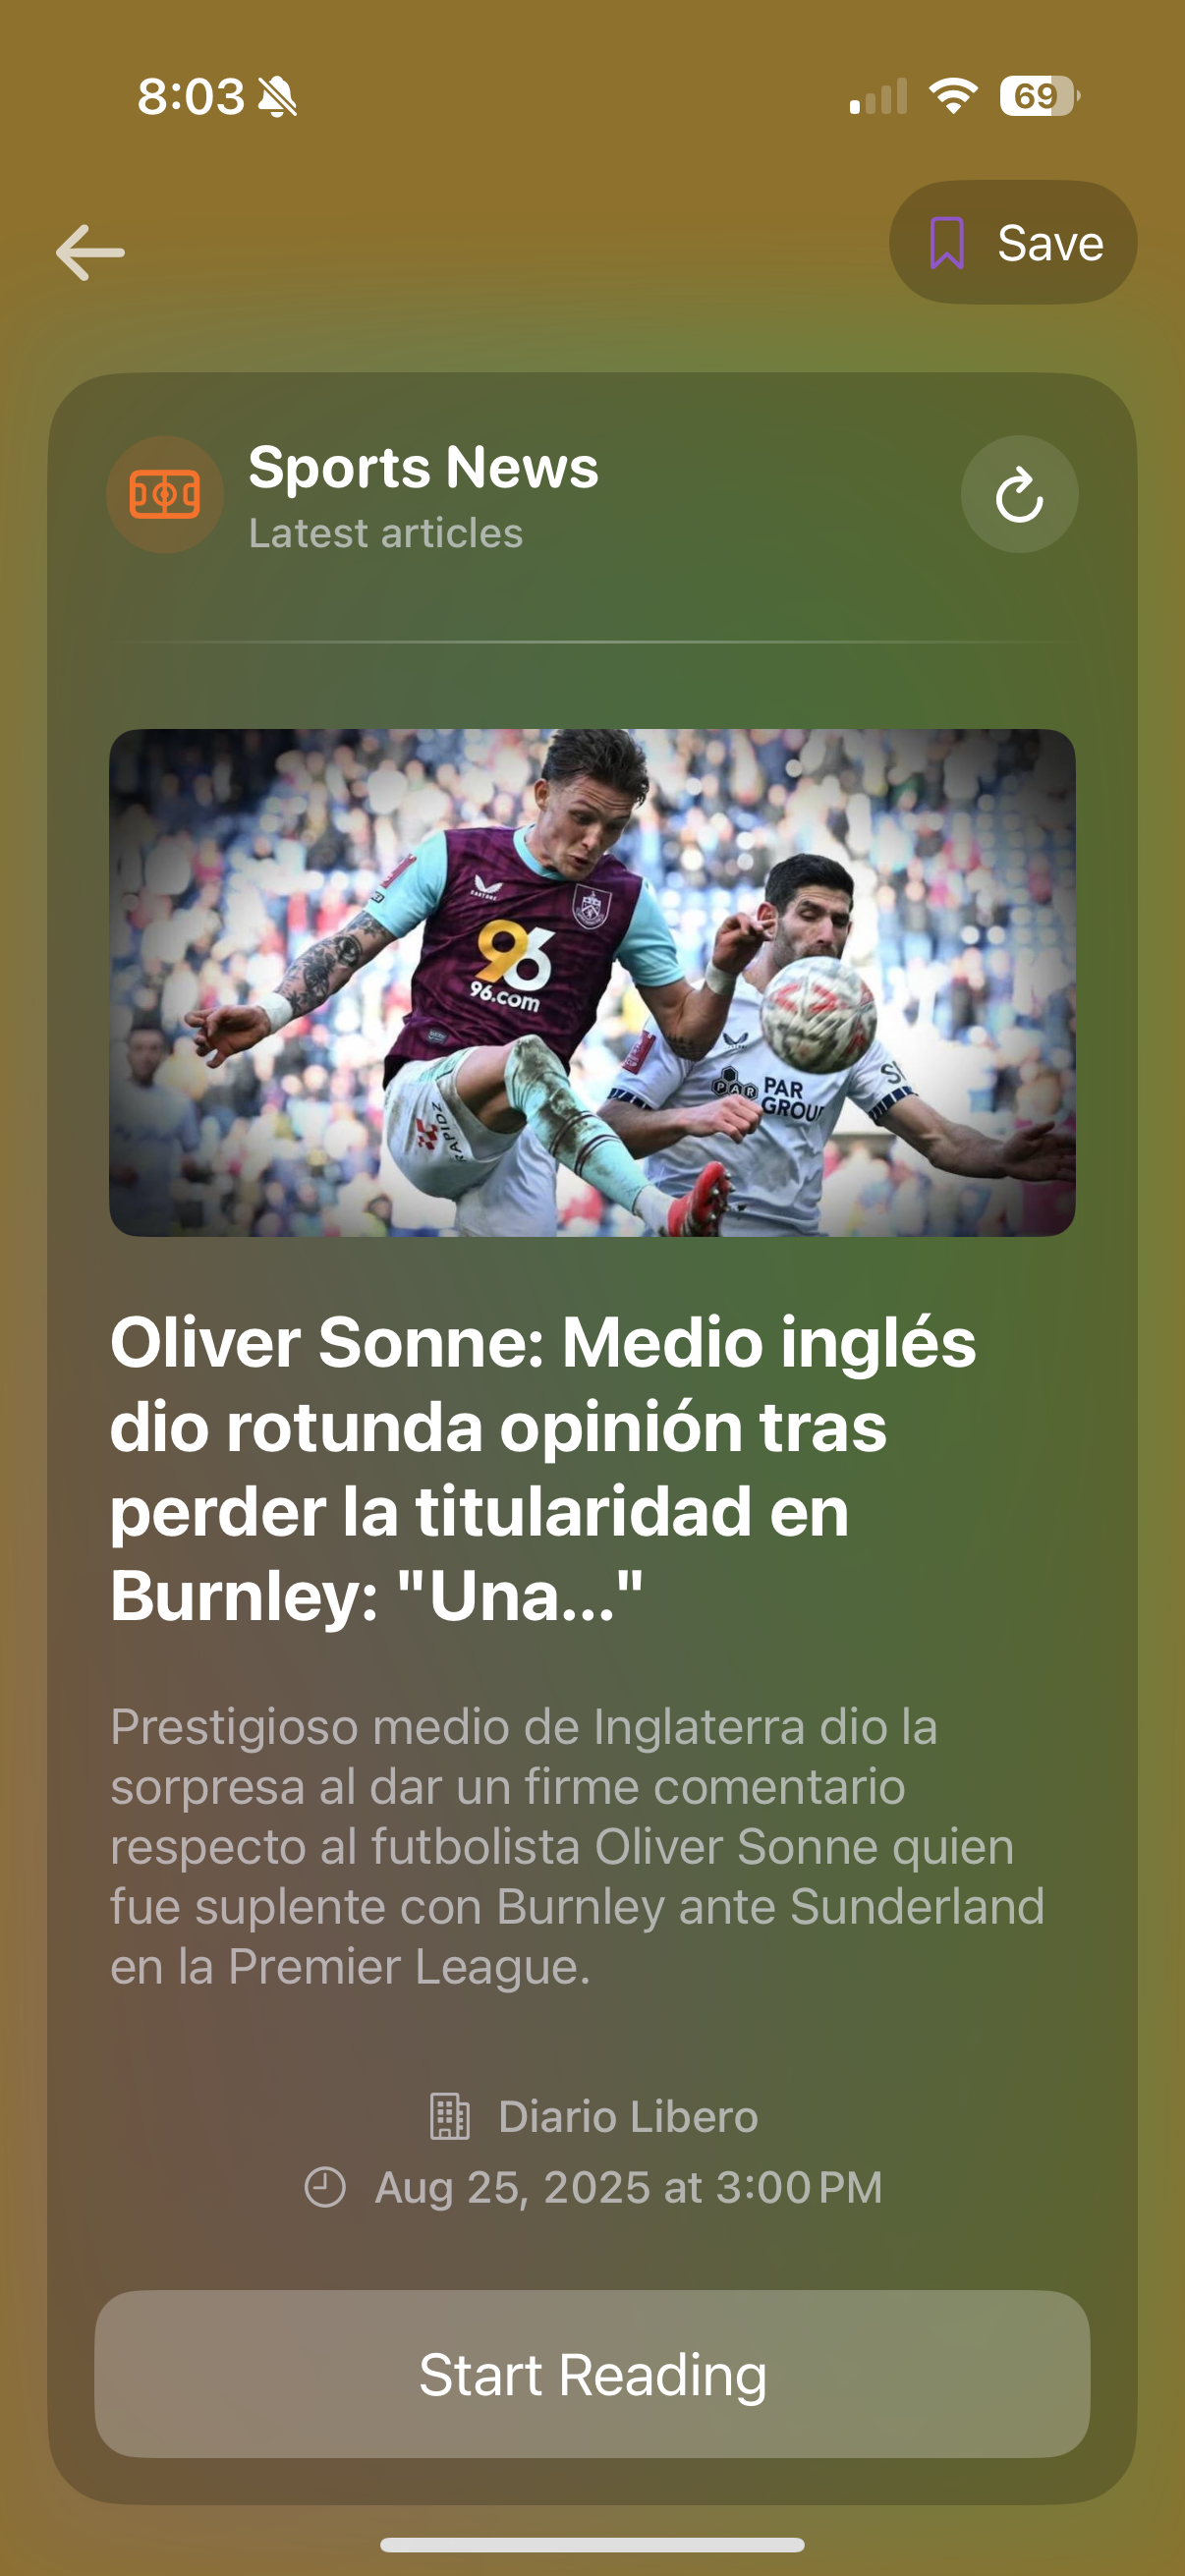 8:03
69
Save
Sports News
Latest articles
CASTORE
96
96.com
RAPIDZ
PAR
PAR
GROUP
Oliver Sonne: Medio inglés
dio rotunda opinión tras
perder la titularidad en
Burnley: "Una..."
Prestigioso medio de Inglaterra dio la
sorpresa al dar un firme comentario
respecto al futbolista Oliver Sonne quien
fue suplente con Burnley ante Sunderland
en la Premier League.
Diario Libero
Aug 25, 2025 at 3:00 PM
Start Reading